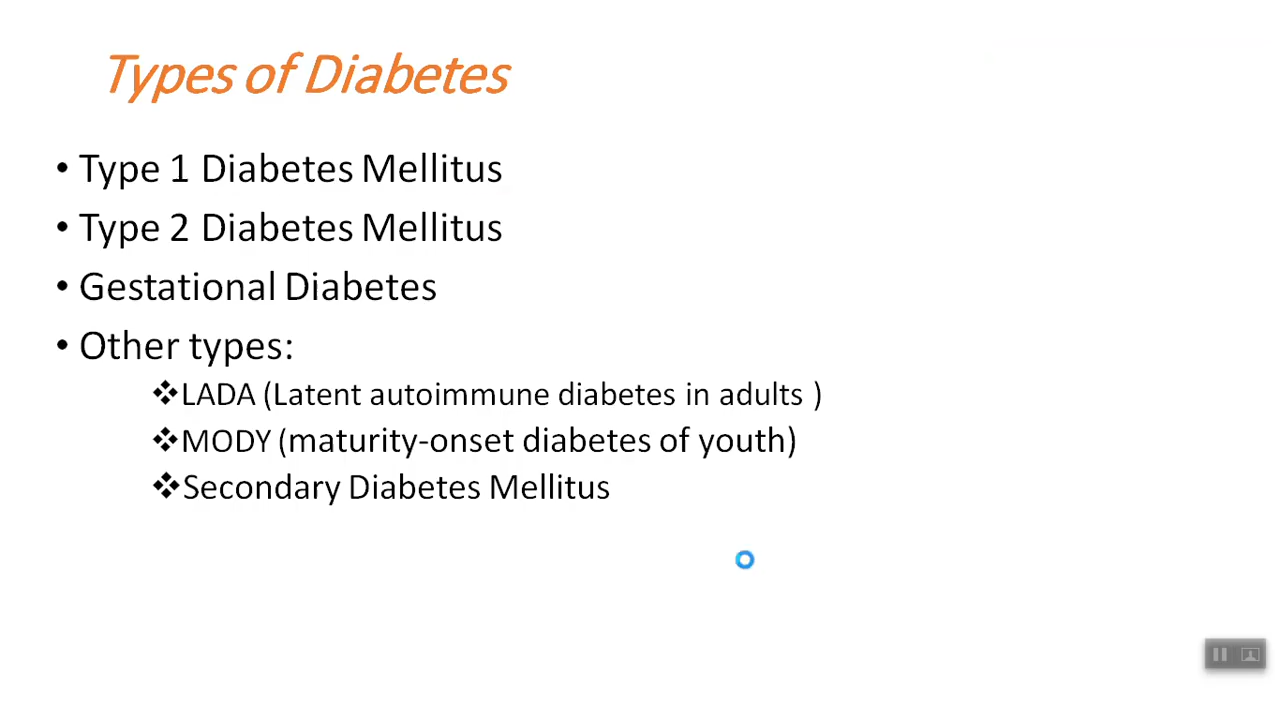 Types of Diabetes
• Type 1 Diabetes Mellitus
• Type 2 Diabetes Mellitus
• Gestational Diabetes
• Other types:
❖LADA (Latent autoimmune diabetes in adults )
❖MODY (maturity-onset diabetes of youth)
❖Secondary Diabetes Mellitus